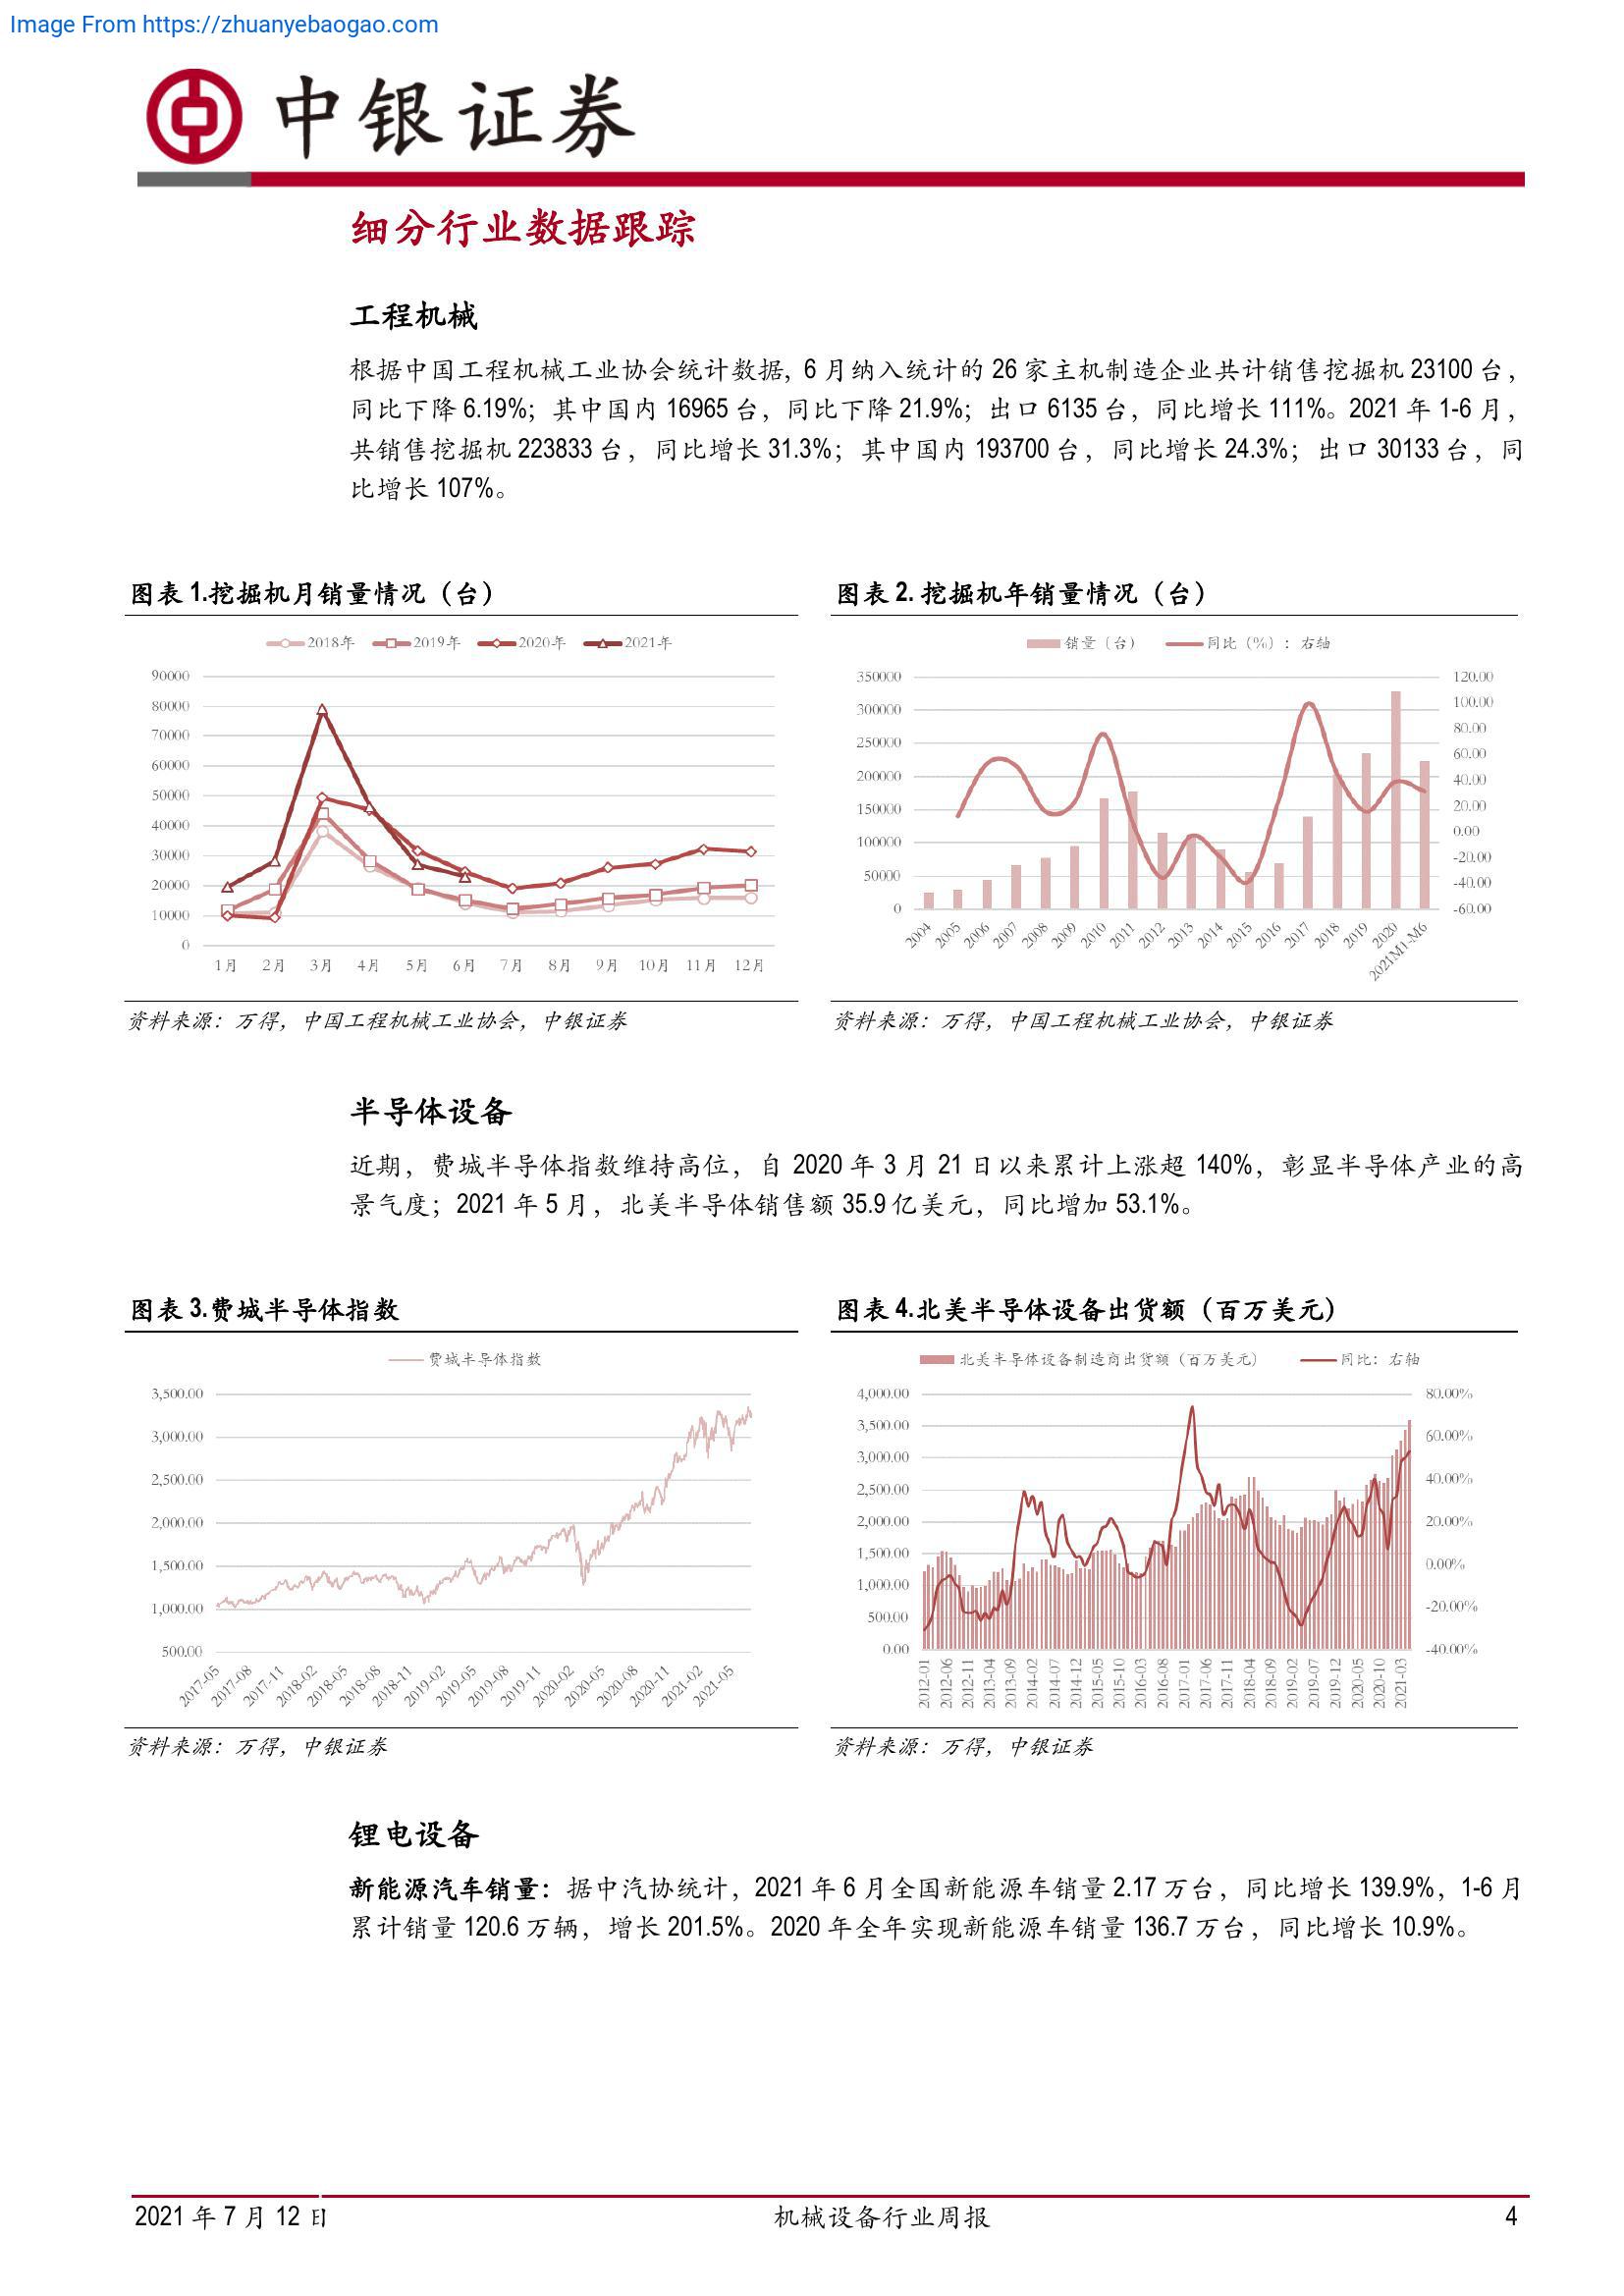 Image From https://zhuanyebaogao.com
中银证券
细分行业数据跟踪
工程机械
根据中国工程机械工业协会统计数据, 6 月纳入统计的 26 家主机制造企业共计销售挖掘机 23100 台，
同比下降 6.19%；其中国内 16965 台，同比下降 21.9%；出口 6135 台，同比增长 111%。2021 年 1-6 月，
共销售挖掘机 223833 台，同比增长 31.3%；其中国内 193700 台，同比增长 24.3%；出口 30133 台，同
比增长 107%。
图表 1.挖掘机月销量情况（台）
2018年 2019年 2020年 2021年
90000
80000
70000
60000
50000
40000
30000
20000
10000
0
1月 2月 3月 4月 5月 6月 7月 8月 9月 10月 11月 12月
资料来源：万得，中国工程机械工业协会，中银证券
图表 2. 挖掘机年销量情况（台）
销量（台） 同比（%）：右轴
350000
300000
250000
200000
150000
100000
50000
0
120.00
100.00
80.00
60.00
40.00
20.00
0.00
-20.00
-40.00
-60.00
2004 2005 2006 2007 2008 2009 2010 2011 2012 2013 2014 2015 2016 2017 2018 2019 2020 2021M1-M6
资料来源：万得，中国工程机械工业协会，中银证券
半导体设备
近期，费城半导体指数维持高位，自 2020 年 3 月 21 日以来累计上涨超 140%，彰显半导体产业的高
景气度；2021 年 5 月，北美半导体销售额 35.9 亿美元，同比增加 53.1%。
图表 3.费城半导体指数
费城半导体指数
3,500.00
3,000.00
2,500.00
2,000.00
1,500.00
1,000.00
500.00
2017-05 2017-08 2017-11 2018-02 2018-05 2018-08 2018-11 2019-02 2019-05 2019-08 2019-11 2020-02 2020-05 2020-08 2020-11 2021-02 2021-05
资料来源：万得，中银证券
图表 4.北美半导体设备出货额（百万美元）
北美半导体设备制造商出货额（百万美元） 同比：右轴
4,000.00
3,500.00
3,000.00
2,500.00
2,000.00
1,500.00
1,000.00
500.00
0.00
80.00%
60.00%
40.00%
20.00%
0.00%
-20.00%
-40.00%
2012-01 2012-06 2012-11 2013-04 2013-09 2014-02 2014-07 2014-12 2015-05 2015-10 2016-03 2016-08 2017-01 2017-06 2017-11 2018-04 2018-09 2019-02 2019-07 2019-12 2020-05 2020-10 2021-03
资料来源：万得，中银证券
锂电设备
新能源汽车销量：据中汽协统计，2021 年 6 月全国新能源车销量 2.17 万台，同比增长 139.9%，1-6 月
累计销量 120.6 万辆，增长 201.5%。2020 年全年实现新能源车销量 136.7 万台，同比增长 10.9%。
2021 年 7 月 12 日
机械设备行业周报
4